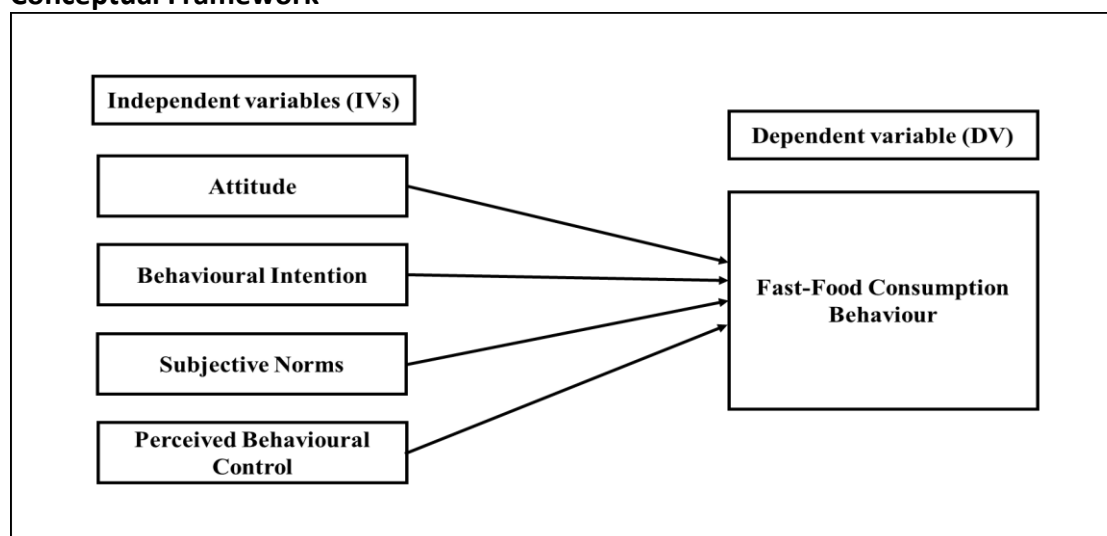 Conceptual Framework
Independent variables (IVs)
Attitude
Behavioural Intention
Subjective Norms
Perceived Behavioural
Control
Dependent variable (DV)
Fast-Food Consumption
Behaviour